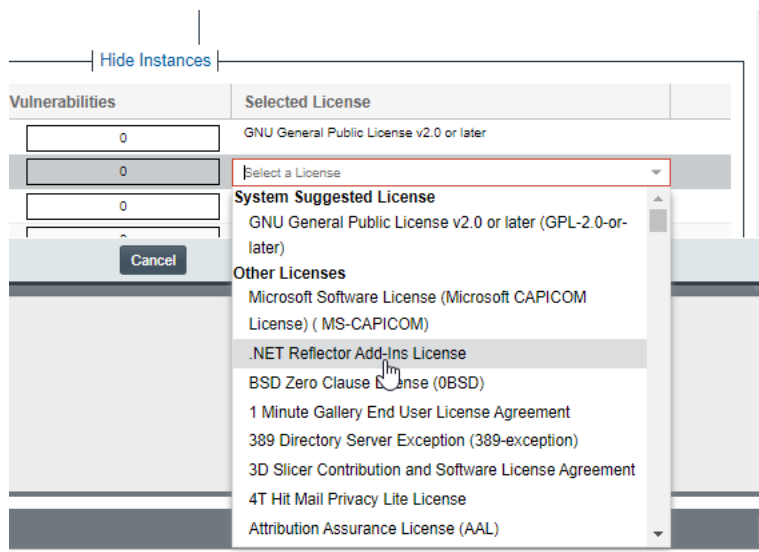 Hide Instances
Vulnerabilities Selected License
0 GNU General Public License v2.0 or later
0 Select a License
0
System Suggested License
GNU General Public License v2.0 or later (GPL-2.0-or-
later)
Cancel
Other Licenses
Microsoft Software License (Microsoft CAPICOM
License) ( MS-CAPICOM)
.NET Reflector Add-Ins License
BSD Zero Clause License (0BSD)
1 Minute Gallery End User License Agreement
389 Directory Server Exception (389-exception)
3D Slicer Contribution and Software License Agreement
4T Hit Mail Privacy Lite License
Attribution Assurance License (AAL)